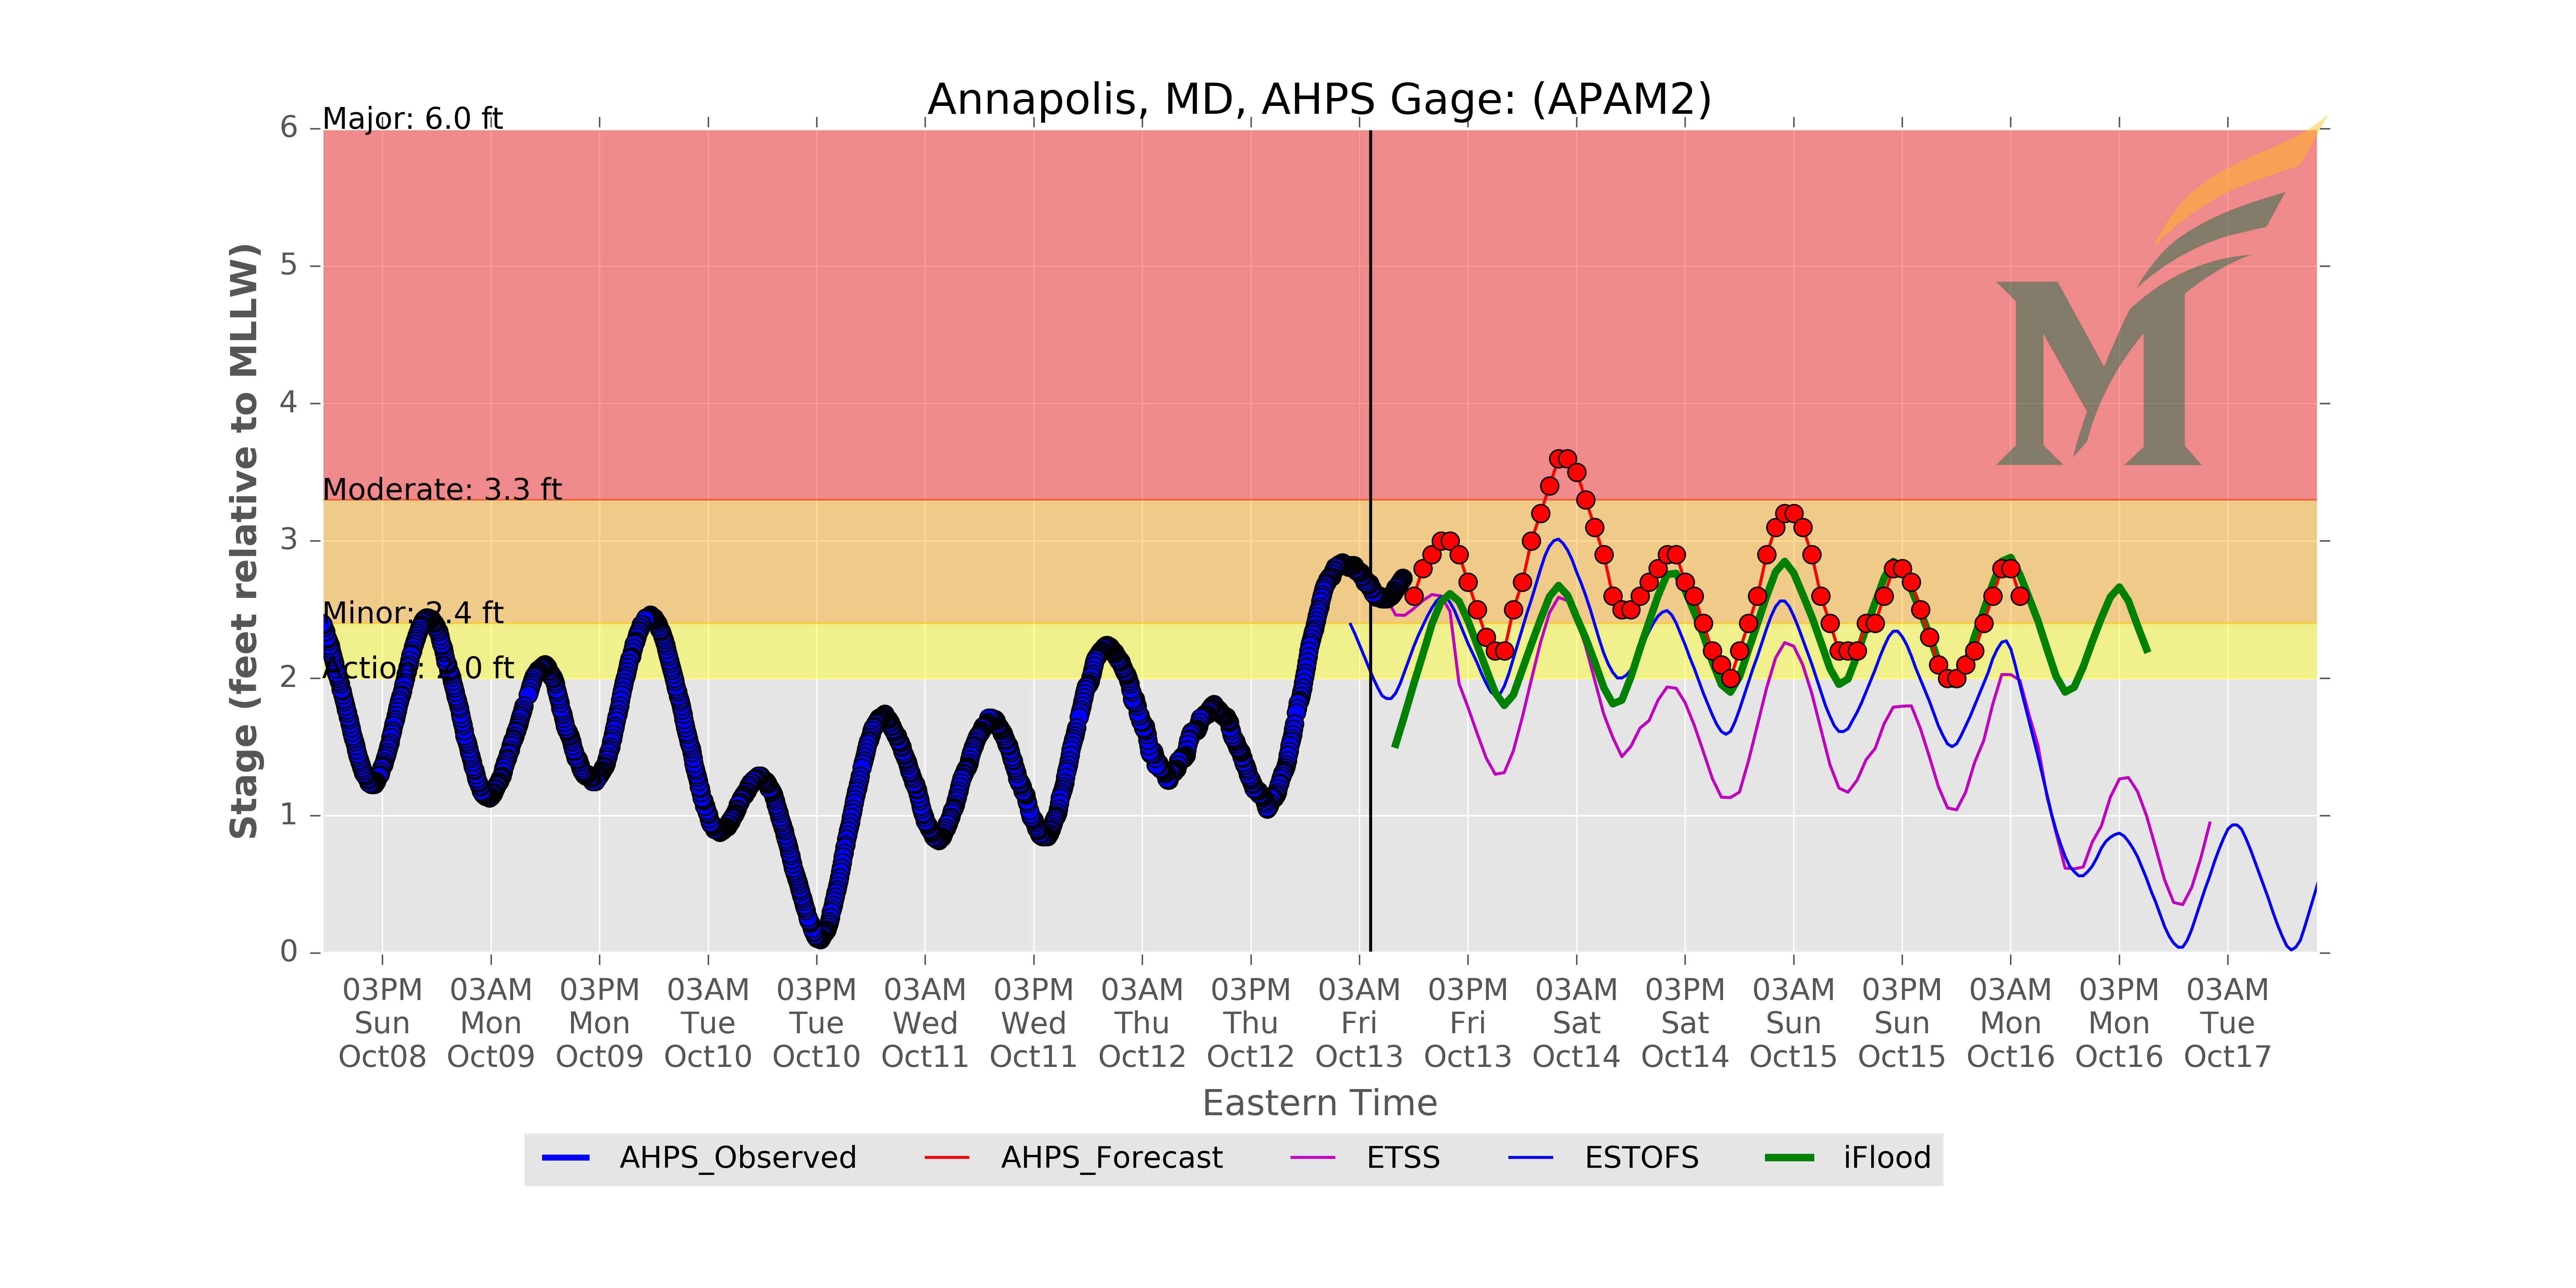 Annapolis, MD, AHPS Gage: (APAM2)
Major: 6.0 ft
Moderate: 3.3 ft
Minor: 2.4 ft
Action: 2.0 ft
Stage (feet relative to MLLW)
6
5
4
3
2
1
0
03PM 03AM 03PM 03AM 03PM 03AM 03PM 03AM 03PM 03AM 03PM 03AM 03PM 03AM 03PM 03AM 03PM 03AM
Sun Mon Mon Tue Tue Wed Wed Thu Thu Fri Fri Sat Sat Sun Sun Mon Mon Tue
Oct08 Oct09 Oct09 Oct10 Oct10 Oct11 Oct11 Oct12 Oct12 Oct13 Oct13 Oct14 Oct14 Oct15 Oct15 Oct16 Oct16 Oct17
Eastern Time
AHPS_Observed AHPS_Forecast ETSS ESTOFS iFlood
M